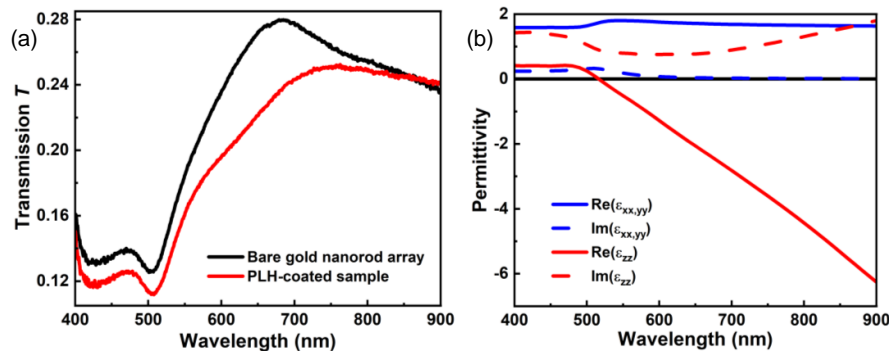 (a)
0.28
0.24
0.20
0.16
0.12
Transmission T
Bare gold nanorod array
PLH-coated sample
400 500 600 700 800 900
Wavelength (nm)
(b)
2
0
-2
-4
-6
Permittivity
Re(εxx,yy)
Im(εxx,yy)
Re(εzz)
Im(εzz)
400 500 600 700 800 900
Wavelength (nm)